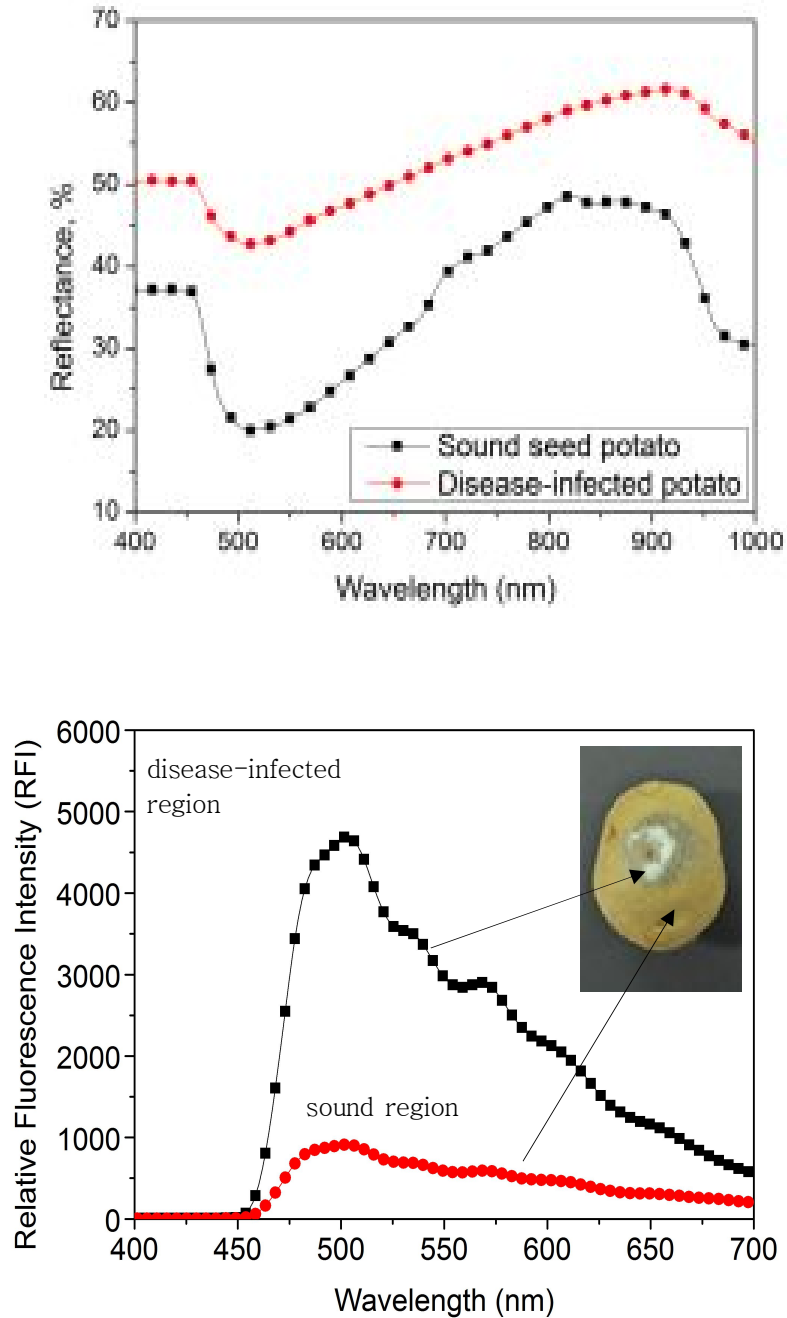 70
60
50
40
30
20
10
Reflectance, %
Sound seed potato
Disease-infected potato
400 500 600 700 800 900 1000
Wavelength (nm)
6000
5000
4000
3000
2000
1000
0
Relative Fluorescence Intensity (RFI)
disease-infected
region
sound region
400 450 500 550 600 650 700
Wavelength (nm)